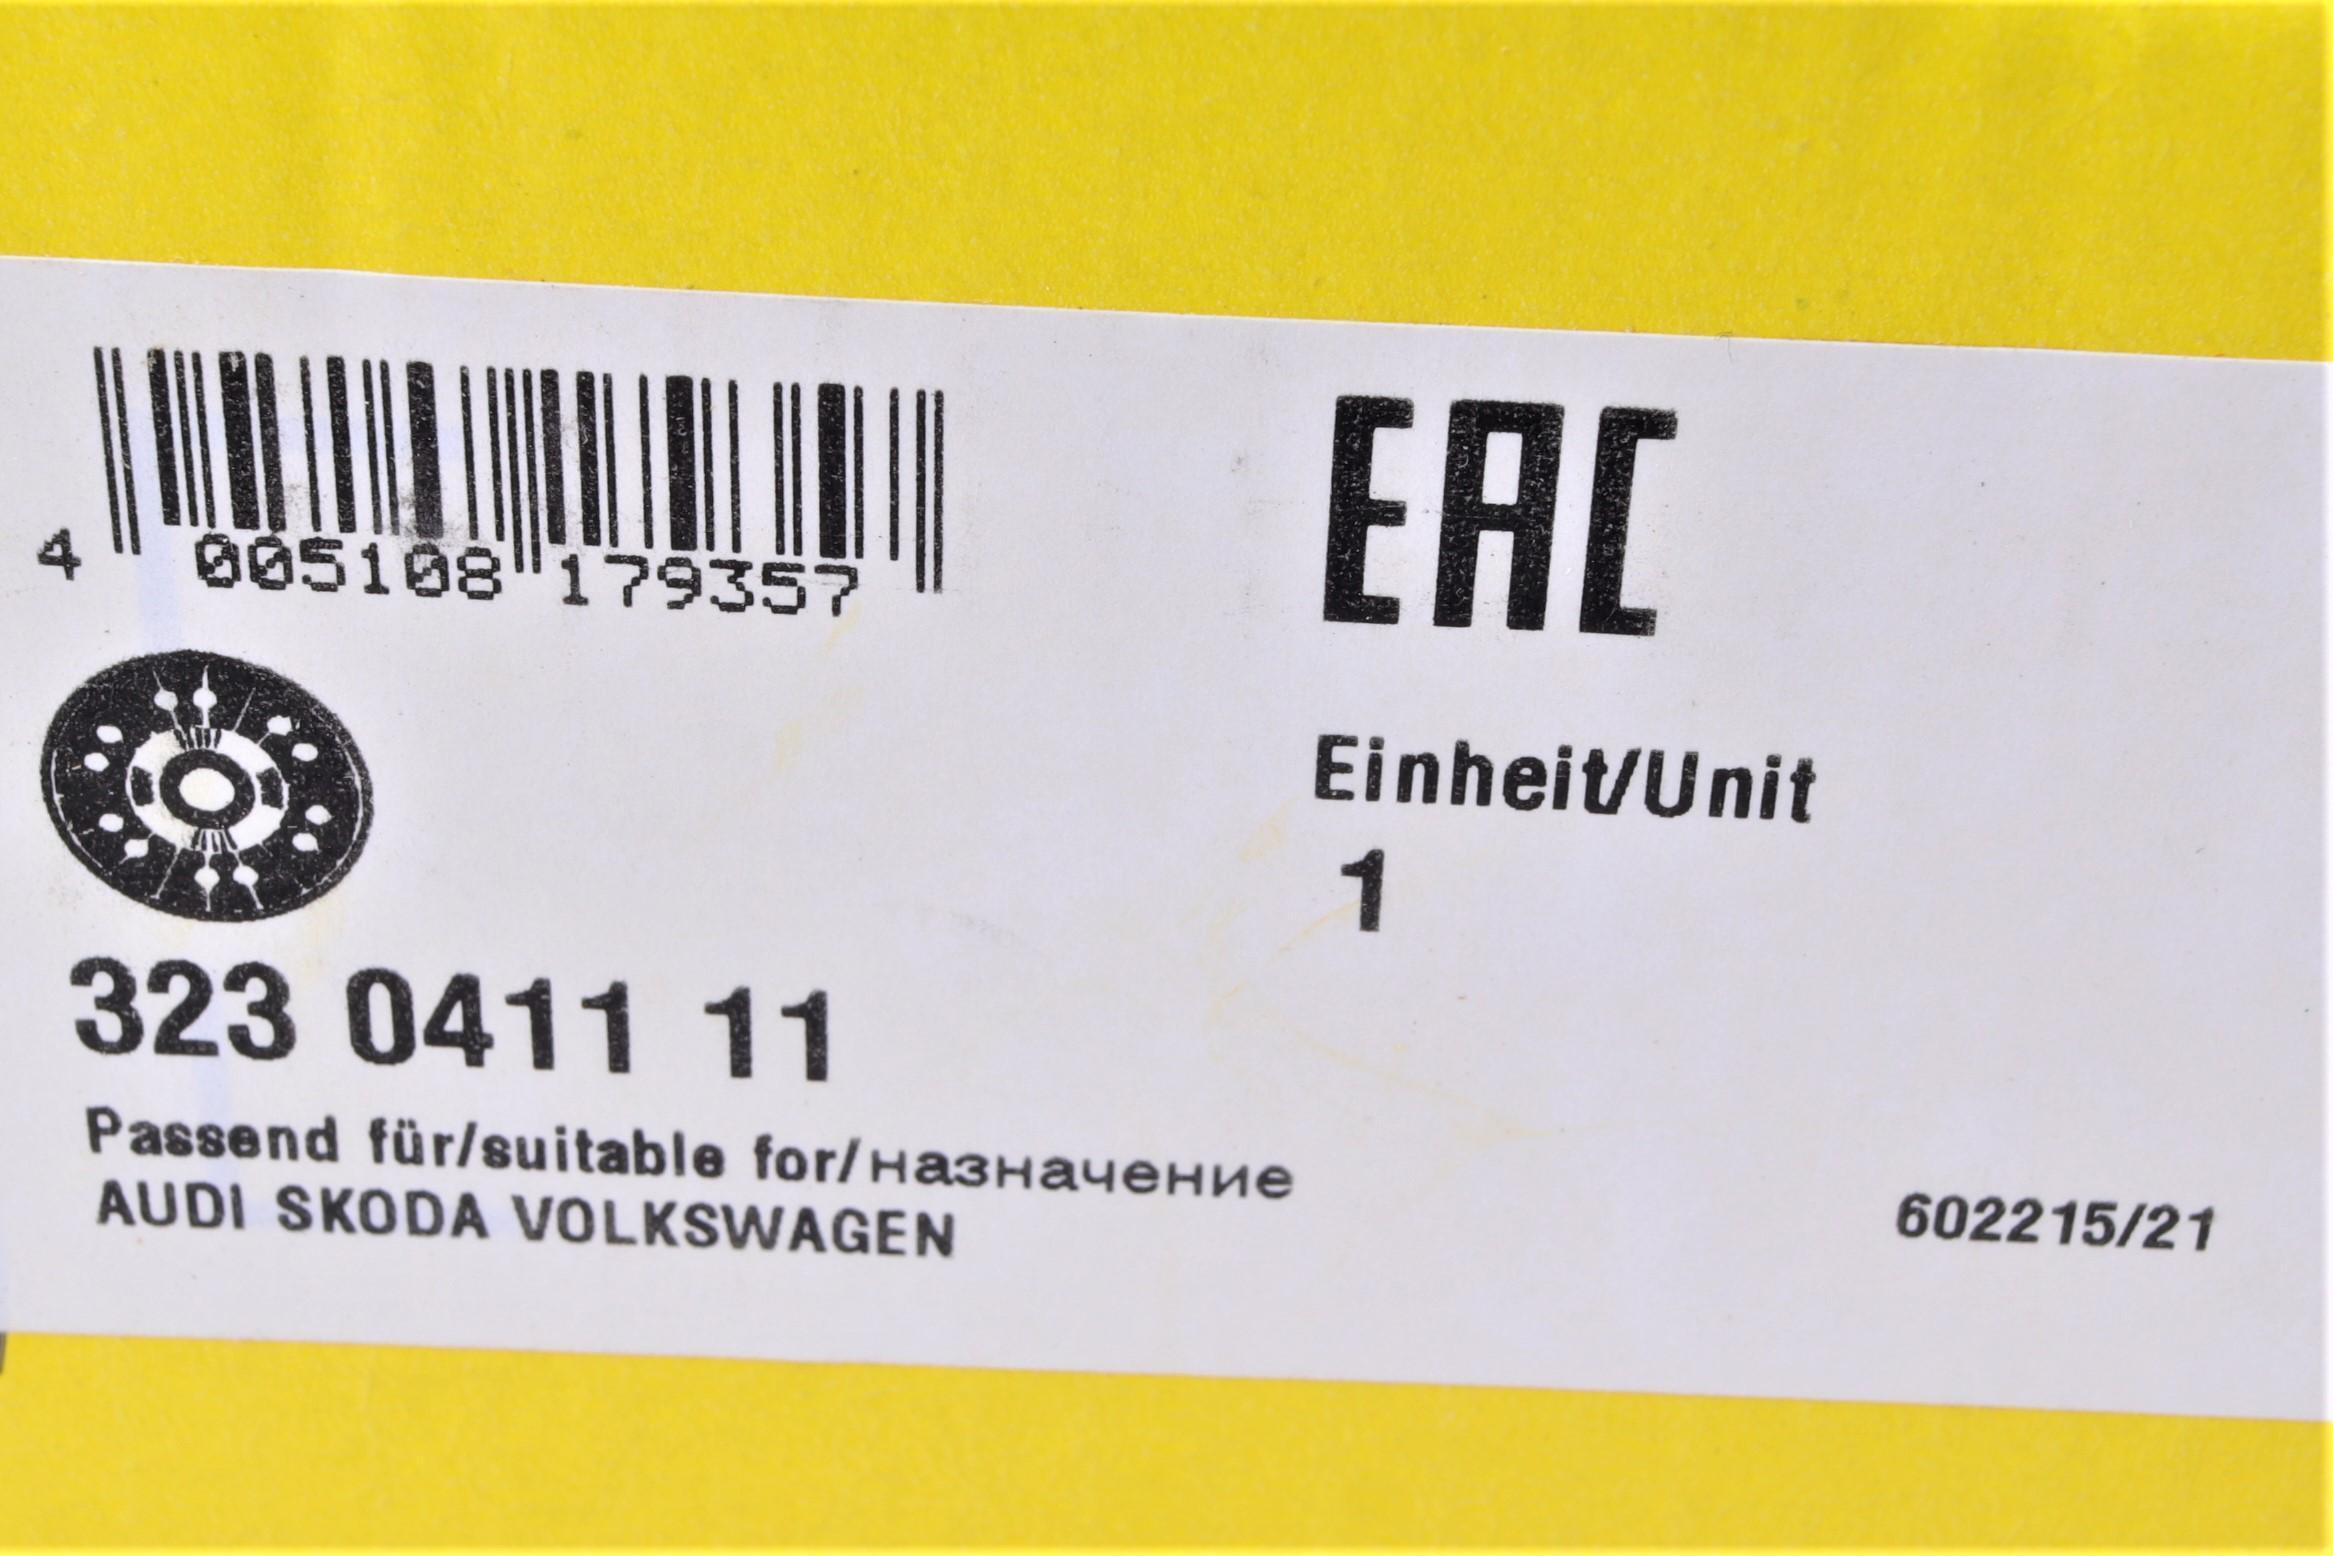 4 005108 179357
EAC
Einheit/Unit
1
323 0411 11
Passend für/suitable for/назначение
AUDI SKODA VOLKSWAGEN
602215/21